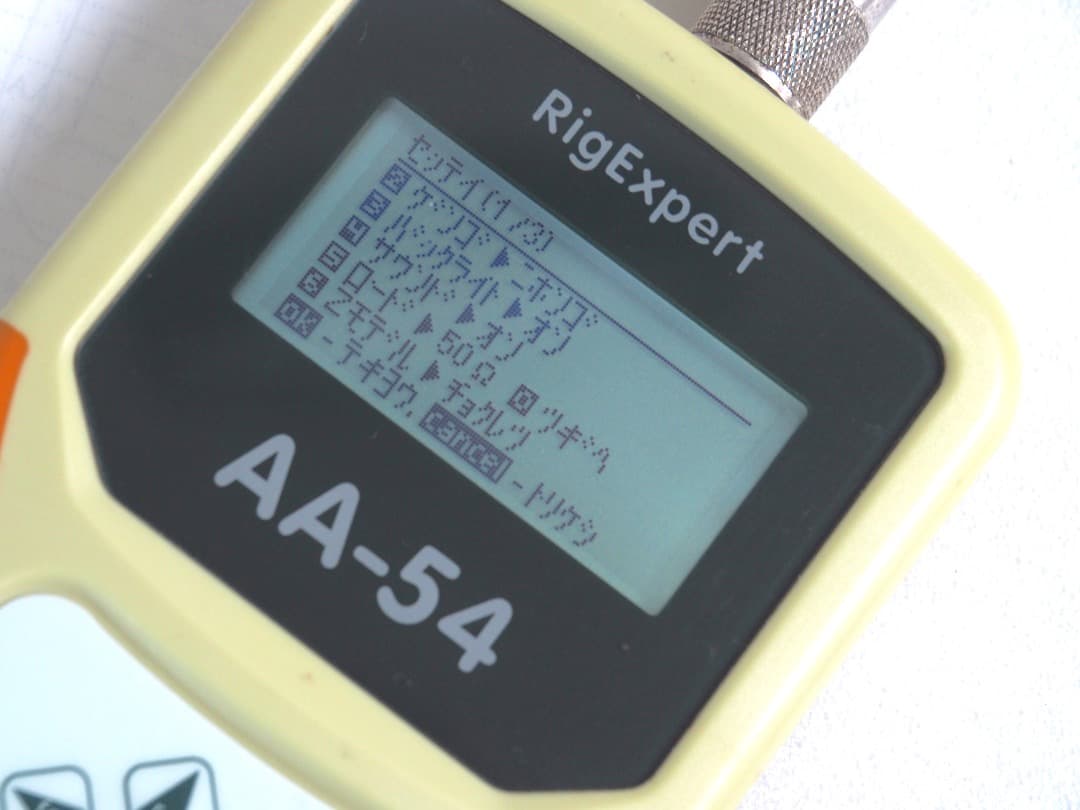 RigExpert
セッテイ(1/3)
2 ゲンゴ ▶ ニホンゴ
3 バックライト ▶ オン
4 サウンド ▶ オン
5 ロード ▶ 50Ω 0 ツギヘ
6 Zモデル ▶ チョクレツ
OK -テキヨウ, cancel -トリケシ
AA-54